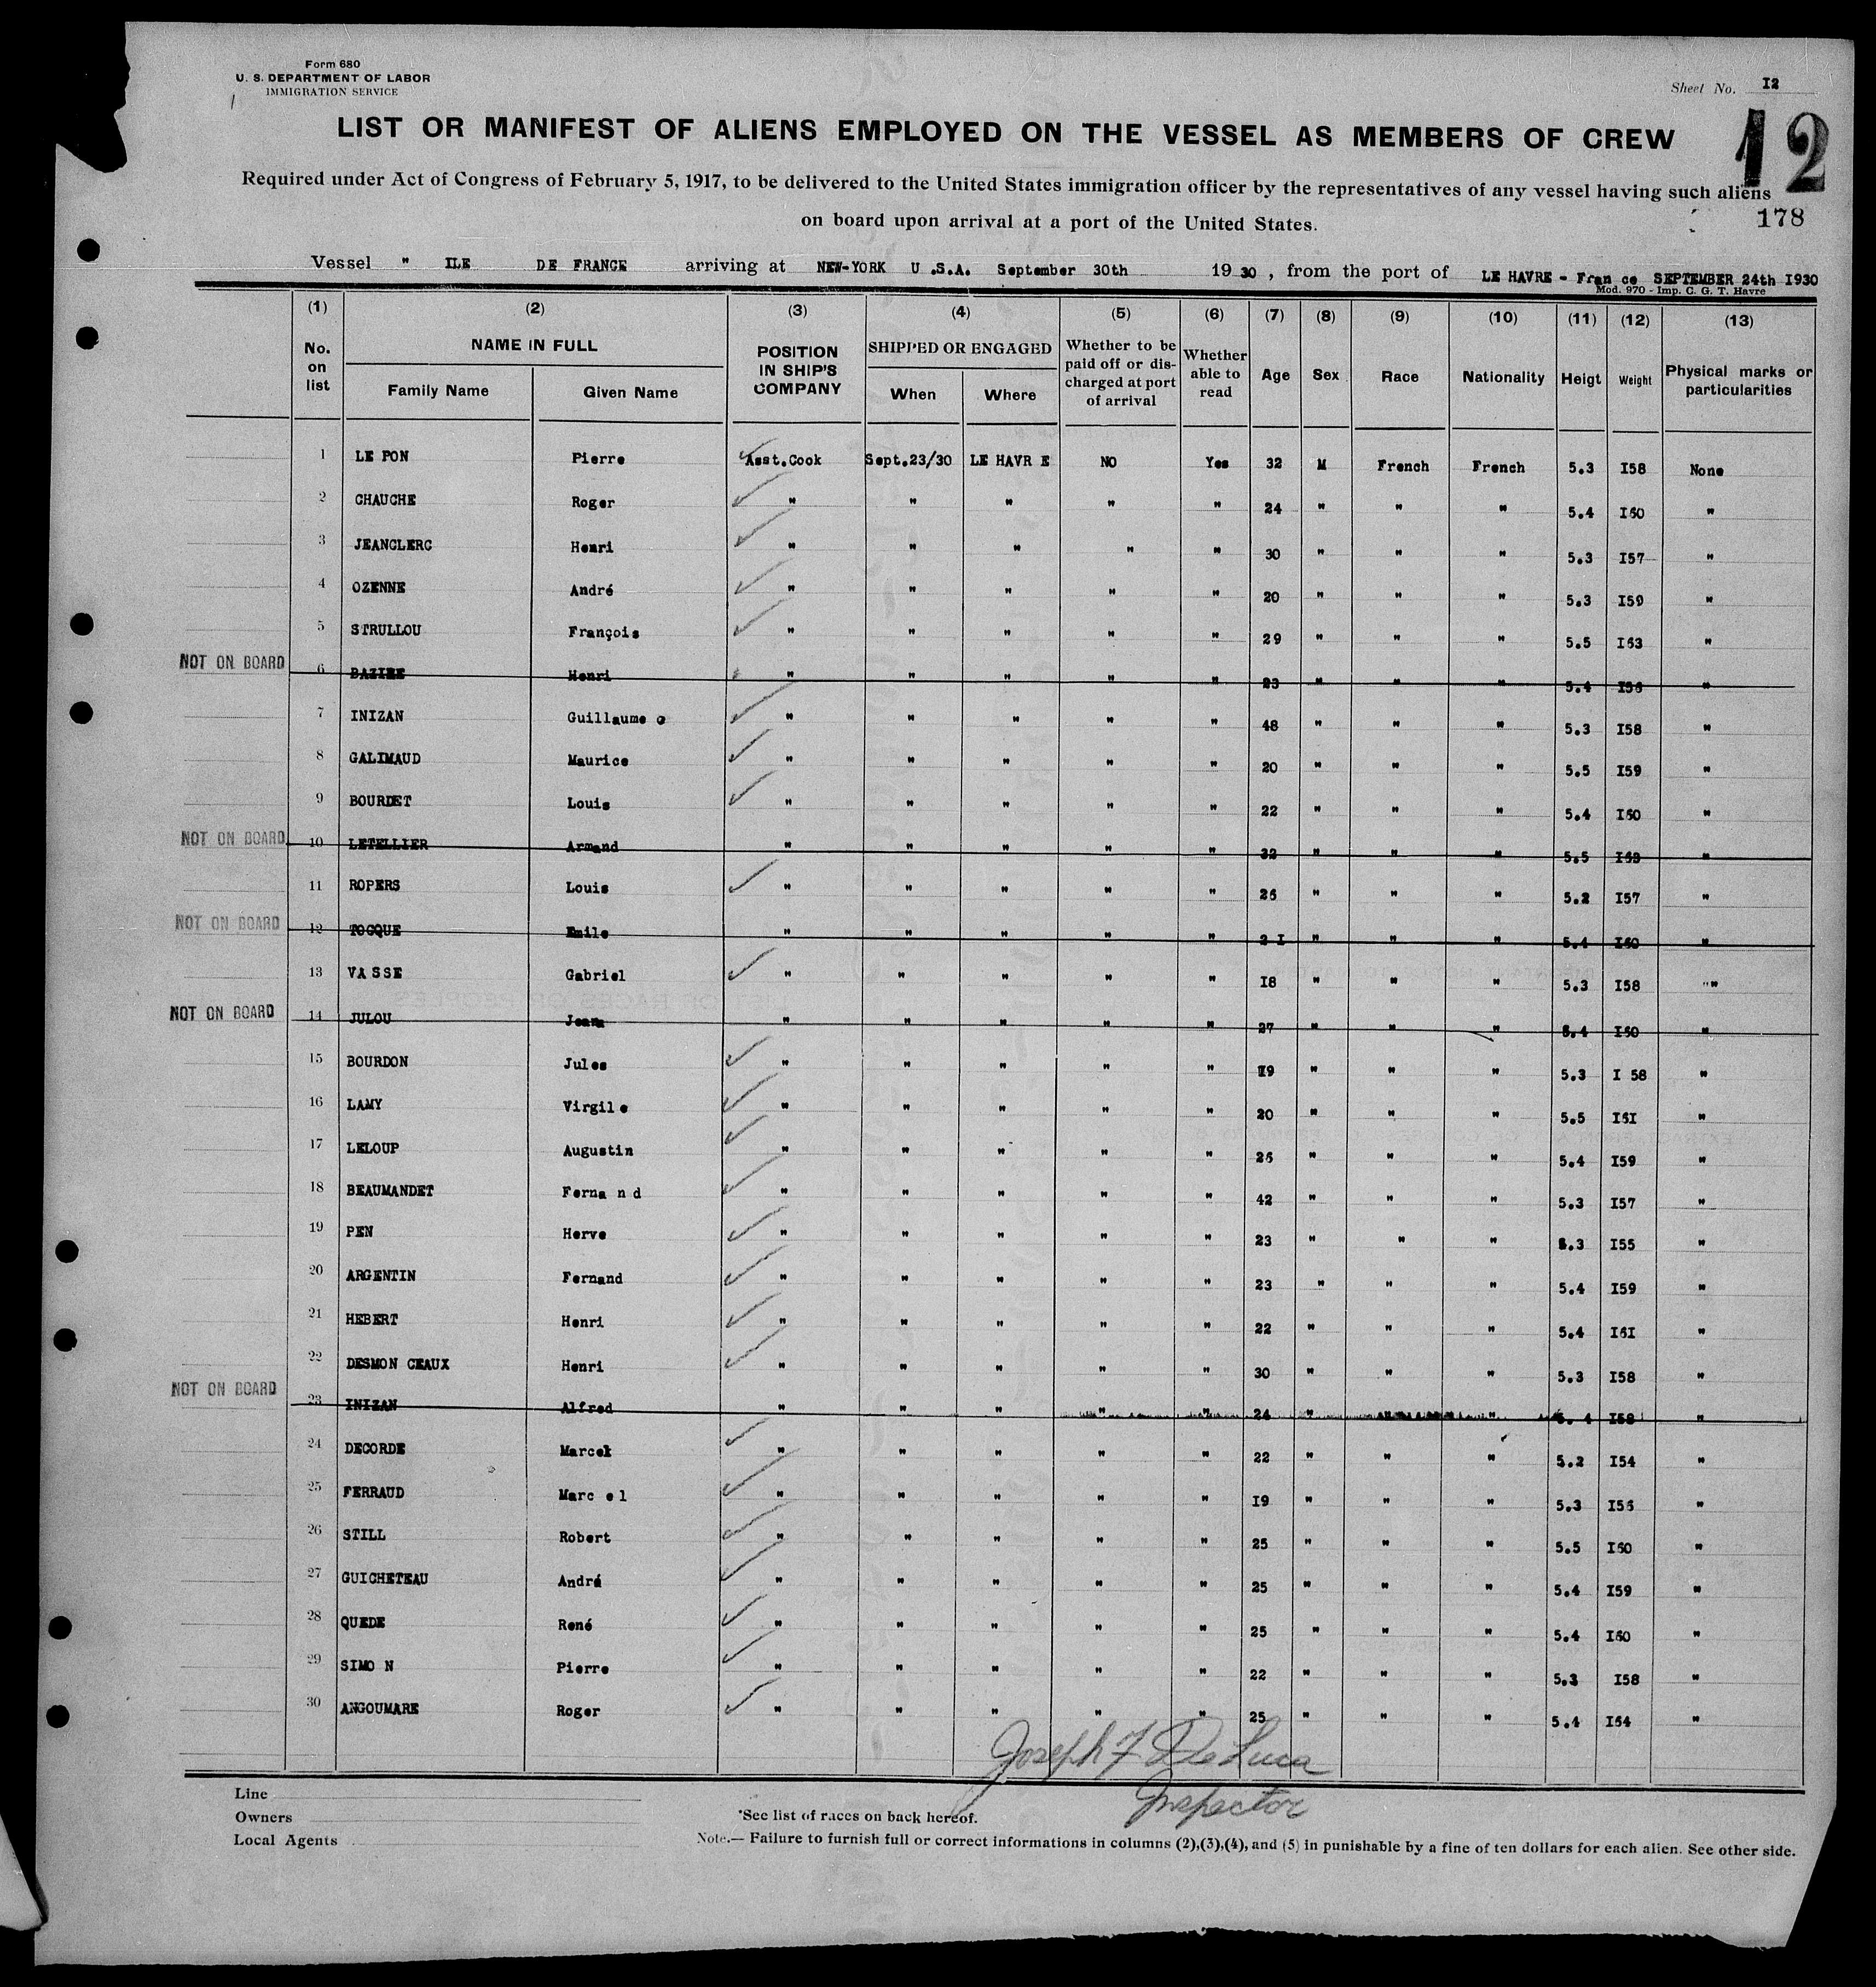 Form 680
U. S. DEPARTMENT OF LABOR
IMMIGRATION SERVICE
Sheet No. I2
LIST OR MANIFEST OF ALIENS EMPLOYED ON THE VESSEL AS MEMBERS OF CREW
12
Required under Act of Congress of February 5, 1917, to be delivered to the United States immigration officer by the representatives of any vessel having such aliens
on board upon arrival at a port of the United States.
178
Vessel " ILE DE FRANCE arriving at NEW-YORK U .S.A. September 30th 19 30 , from the port of LE HAVRE - Fran ce SEPTEMBER 24th I930
Mod. 970 - Imp. C. G. T. Havre
(1) (2) (3) (4) (5) (6) (7) (8) (9) (10) (11) (12) (13)
No. on list NAME IN FULL Family Name Given Name POSITION IN SHIP'S COMPANY SHIPPED OR ENGAGED When Where Whether to be paid off or discharged at port of arrival Whether able to read Age Sex Race Nationality Heigt Weight Physical marks or particularities
1 LE PON Pierre Asst.Cook Sept.23/30 LE HAVR E NO Yes 32 M French French 5.3 I58 None
2 CHAUCHE Roger " " " " " 24 " " " 5.4 I60 "
3 JEANCLERC Henri " " " " " 30 " " " 5.3 I57 "
4 OZENNE André " " " " " 20 " " " 5.3 I59 "
5 STRULLOU François " " " " " 29 " " " 5.5 I63 "
NOT ON BOARD 6 BAZIRE Henri " " " " " 23 " " " 5.4 "
7 INIZAN Guillaume " " " " " 48 " " " 5.3 I58 "
8 GALIMAUD Maurice " " " " " 20 " " " 5.5 I59 "
9 BOURDET Louis " " " " " 22 " " " 5.4 I60 "
NOT ON BOARD 10 LETELLIER Armand " " " " " 32 " " " 5.5 "
11 ROPERS Louis " " " " " 26 " " " 5.2 I57 "
NOT ON BOARD 12 TOCQUE Emile " " " " " 2 I " " " 5.4 I60 "
13 VA SSE Gabriel " " " " " I8 " " " 5.3 I58 "
NOT ON BOARD 14 JULOU Jean " " " " " 27 " " " 5.4 I60 "
15 BOURDON Jules " " " " " I9 " " " 5.3 I 58 "
16 LAMY Virgile " " " " " 20 " " " 5.5 I6I "
17 LELOUP Augustin " " " " " 26 " " " 5.4 I59 "
18 BEAUMANDET Ferna n d " " " " " 42 " " " 5.3 I57 "
19 PEN Herve " " " " " 23 " " " 5.3 I55 "
20 ARGENTIN Fernand " " " " " 23 " " " 5.4 I59 "
21 HEBERT Henri " " " " " 22 " " " 5.4 I6I "
22 DESMON CEAUX Henri " " " " " 30 " " " 5.3 I58 "
NOT ON BOARD 23 INIZAN Alfred " " " " " 24 " " " 5. 4 I58 "
24 DECORDE Marcel " " " " " 22 " " " 5.2 I54 "
25 FERRAUD Marc el " " " " " I9 " " " 5.3 I56 "
26 STILL Robert " " " " " 25 " " " 5.5 I60 "
27 GUICHETEAU André " " " " " 25 " " " 5.4 I59 "
28 QUEDE René " " " " " 25 " " " 5.4 I60 "
29 SIMO N Pierre " " " " " 22 " " " 5.3 I58 "
30 ANGOUMARE Roger " " " " " 25 " " " 5.4 I64 "
Joseph F De Luca
Inspector
Line
Owners
Local Agents
*See list of races on back hereof.
Note.— Failure to furnish full or correct informations in columns (2),(3),(4), and (5) in punishable by a fine of ten dollars for each alien. See other side.